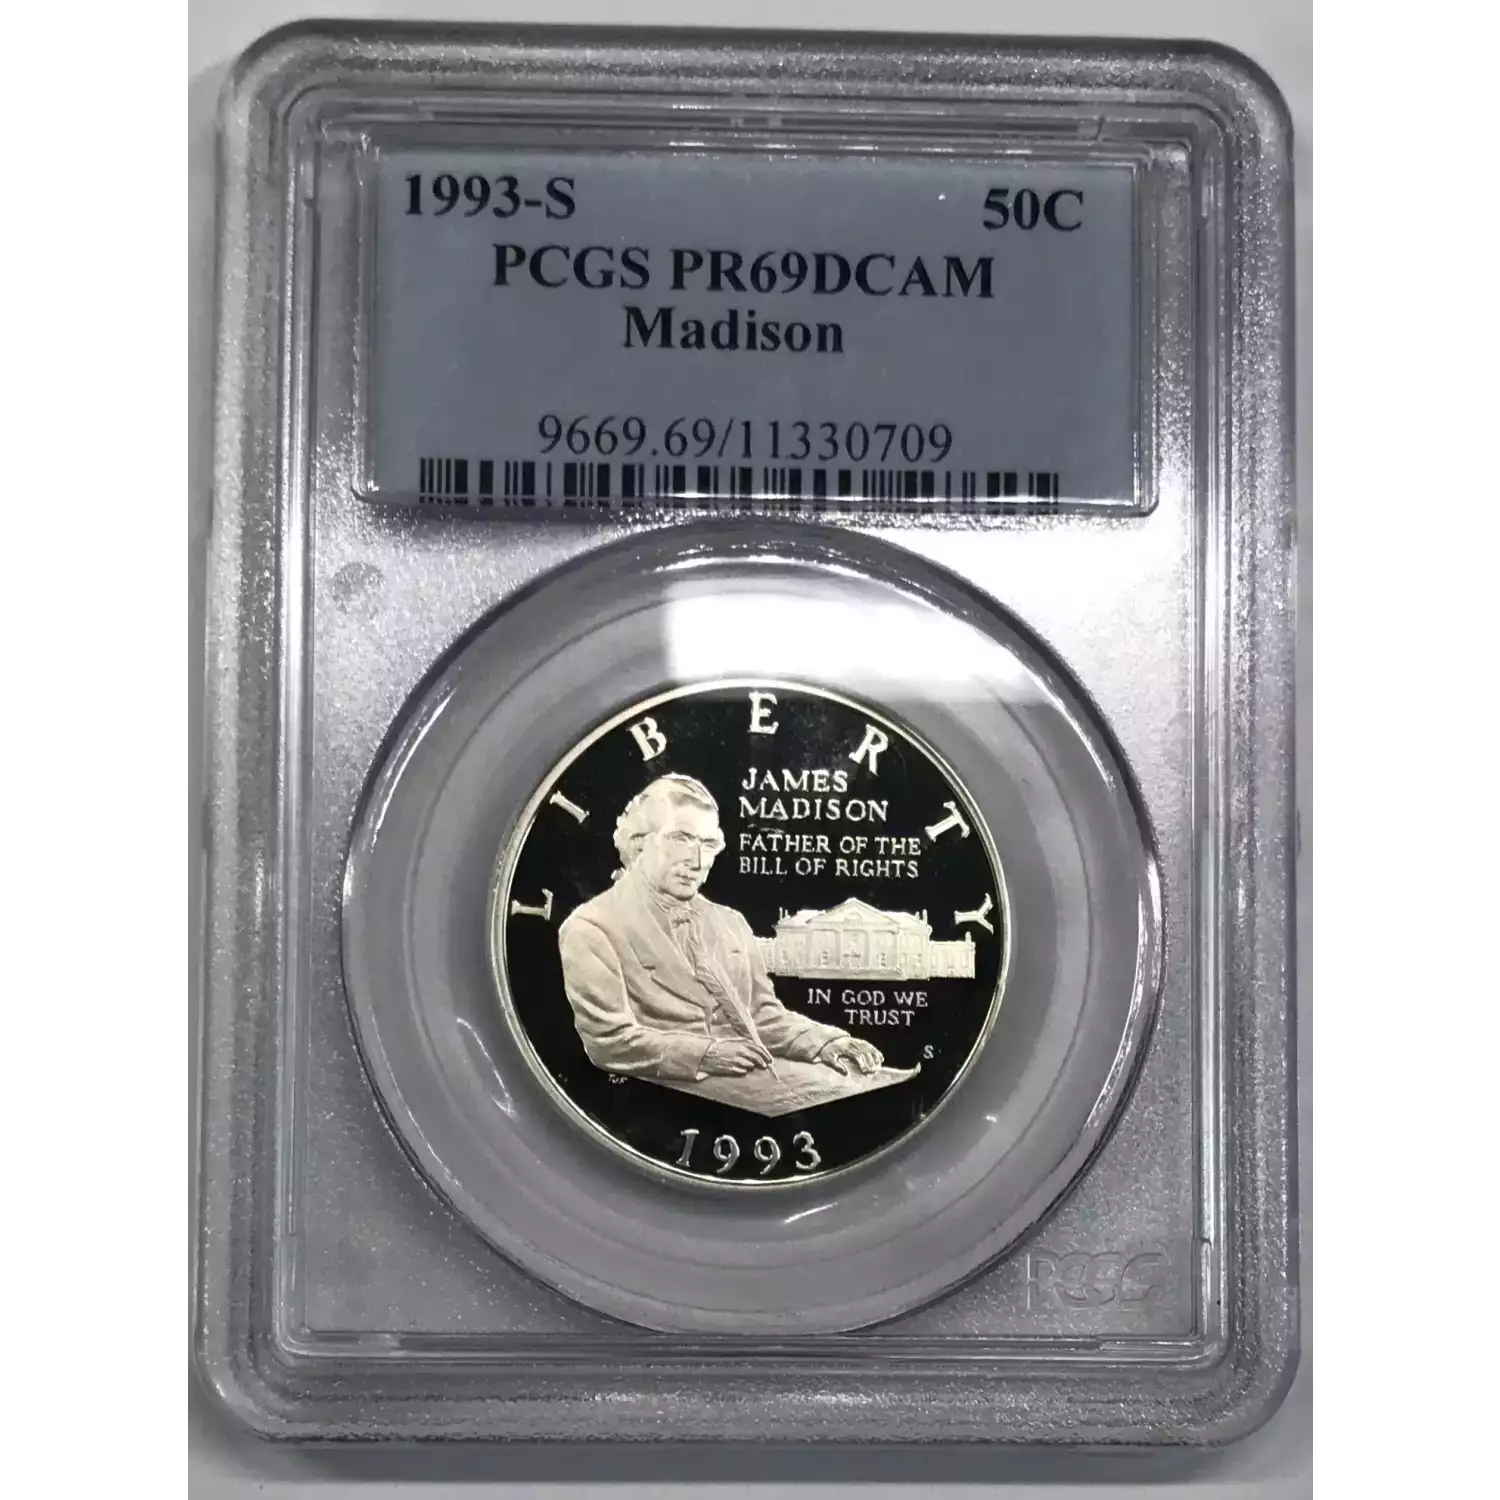 1993-S 50C
PCGS PR69DCAM
Madison
9669.69/11330709
LIBERTY
JAMES
MADISON
FATHER OF THE
BILL OF RIGHTS
IN GOD WE
TRUST
S
TJF
1993
PCGS